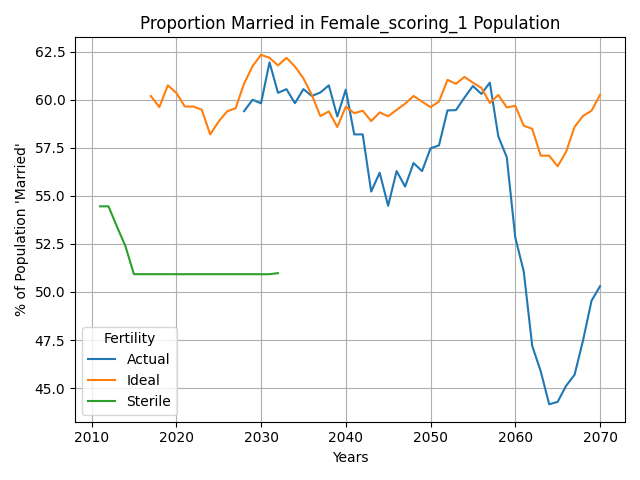 Proportion Married in Female_scoring_1 Population
% of Population 'Married'
62.5
60.0
57.5
55.0
52.5
50.0
47.5
45.0
Fertility
Actual
Ideal
Sterile
2010 2020 2030 2040 2050 2060 2070
Years